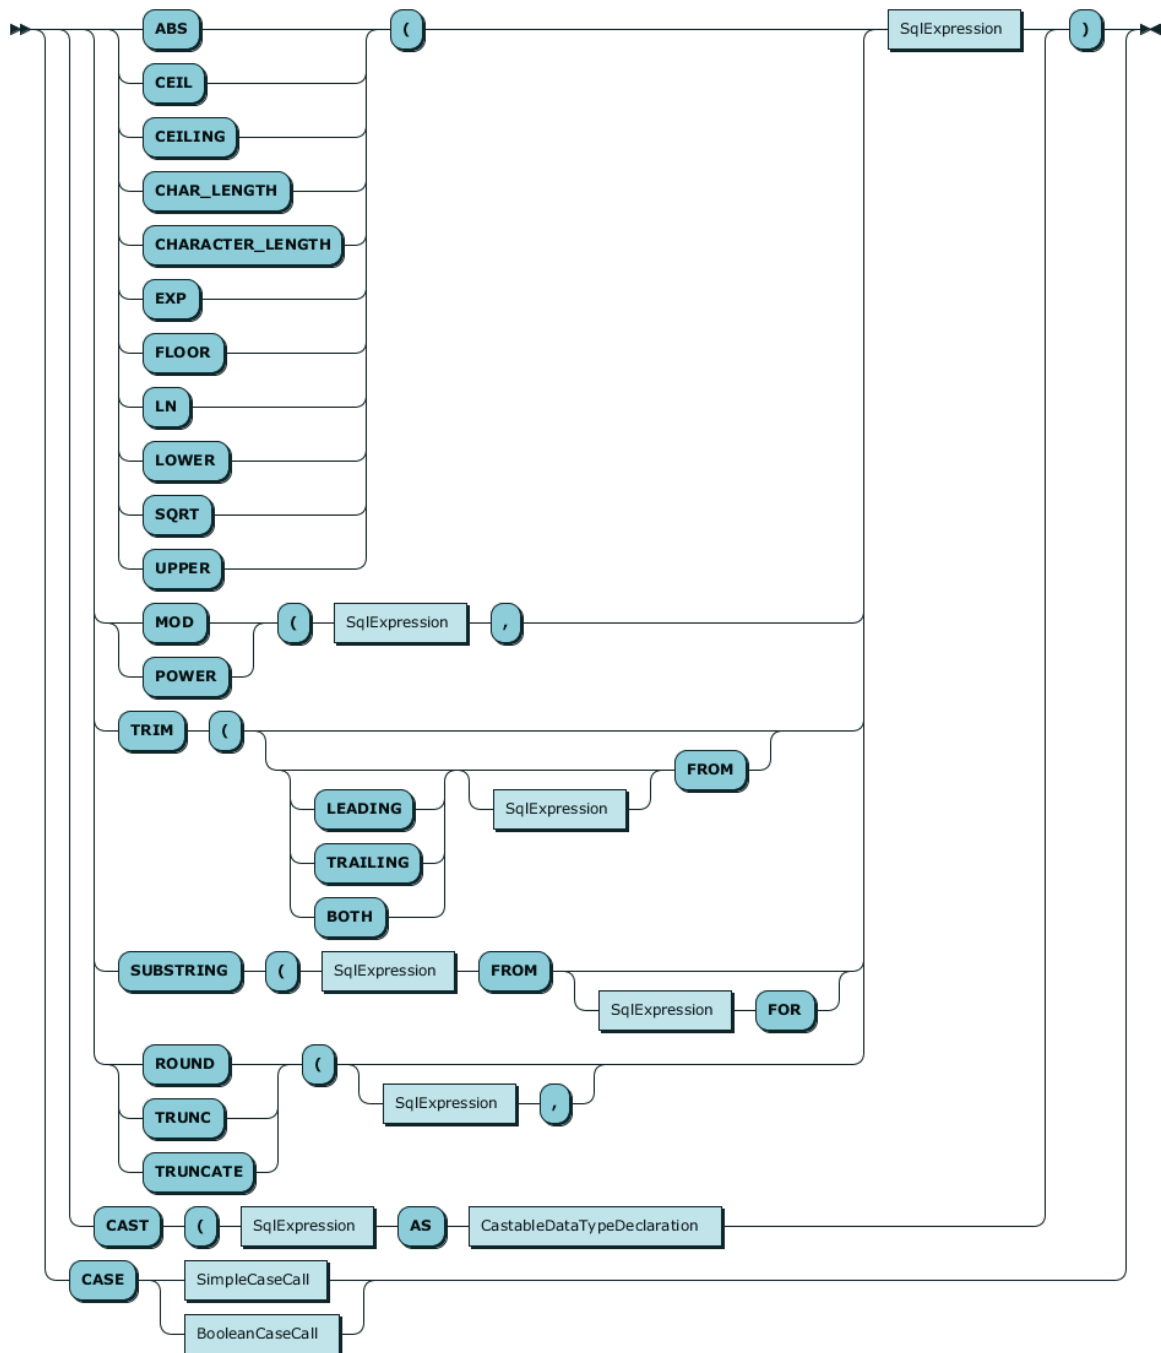 ABS ( SqlExpression )
CEIL
CEILING
CHAR_LENGTH
CHARACTER_LENGTH
EXP
FLOOR
LN
LOWER
SQRT
UPPER
MOD ( SqlExpression ,
POWER
TRIM (
FROM
LEADING SqlExpression
TRAILING
BOTH
SUBSTRING ( SqlExpression FROM
SqlExpression FOR
ROUND (
SqlExpression ,
TRUNC
TRUNCATE
CAST ( SqlExpression AS CastableDataTypeDeclaration
CASE SimpleCaseCall
BooleanCaseCall